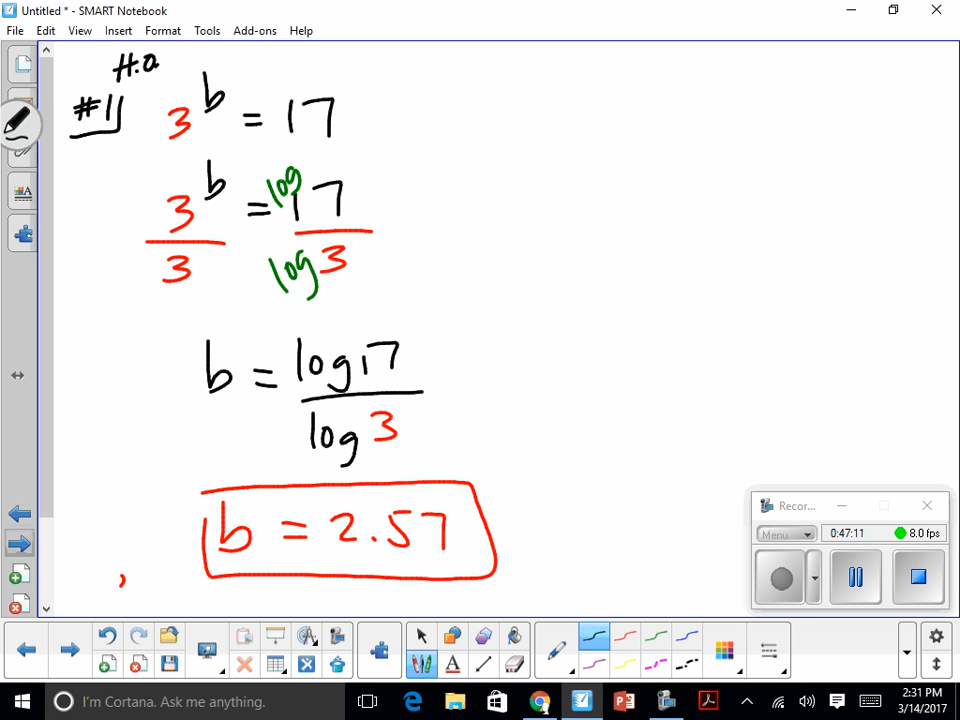 Untitled * - SMART Notebook
File Edit View Insert Format Tools Add-ons Help
H.O
#11 3^b = 17
3^b = log 17
3 log 3
b = log 17
log 3
b = 2.57
,
Recor...
Menu 0:47:11 8.0 fps
A
I'm Cortana. Ask me anything.
2:31 PM
3/14/2017